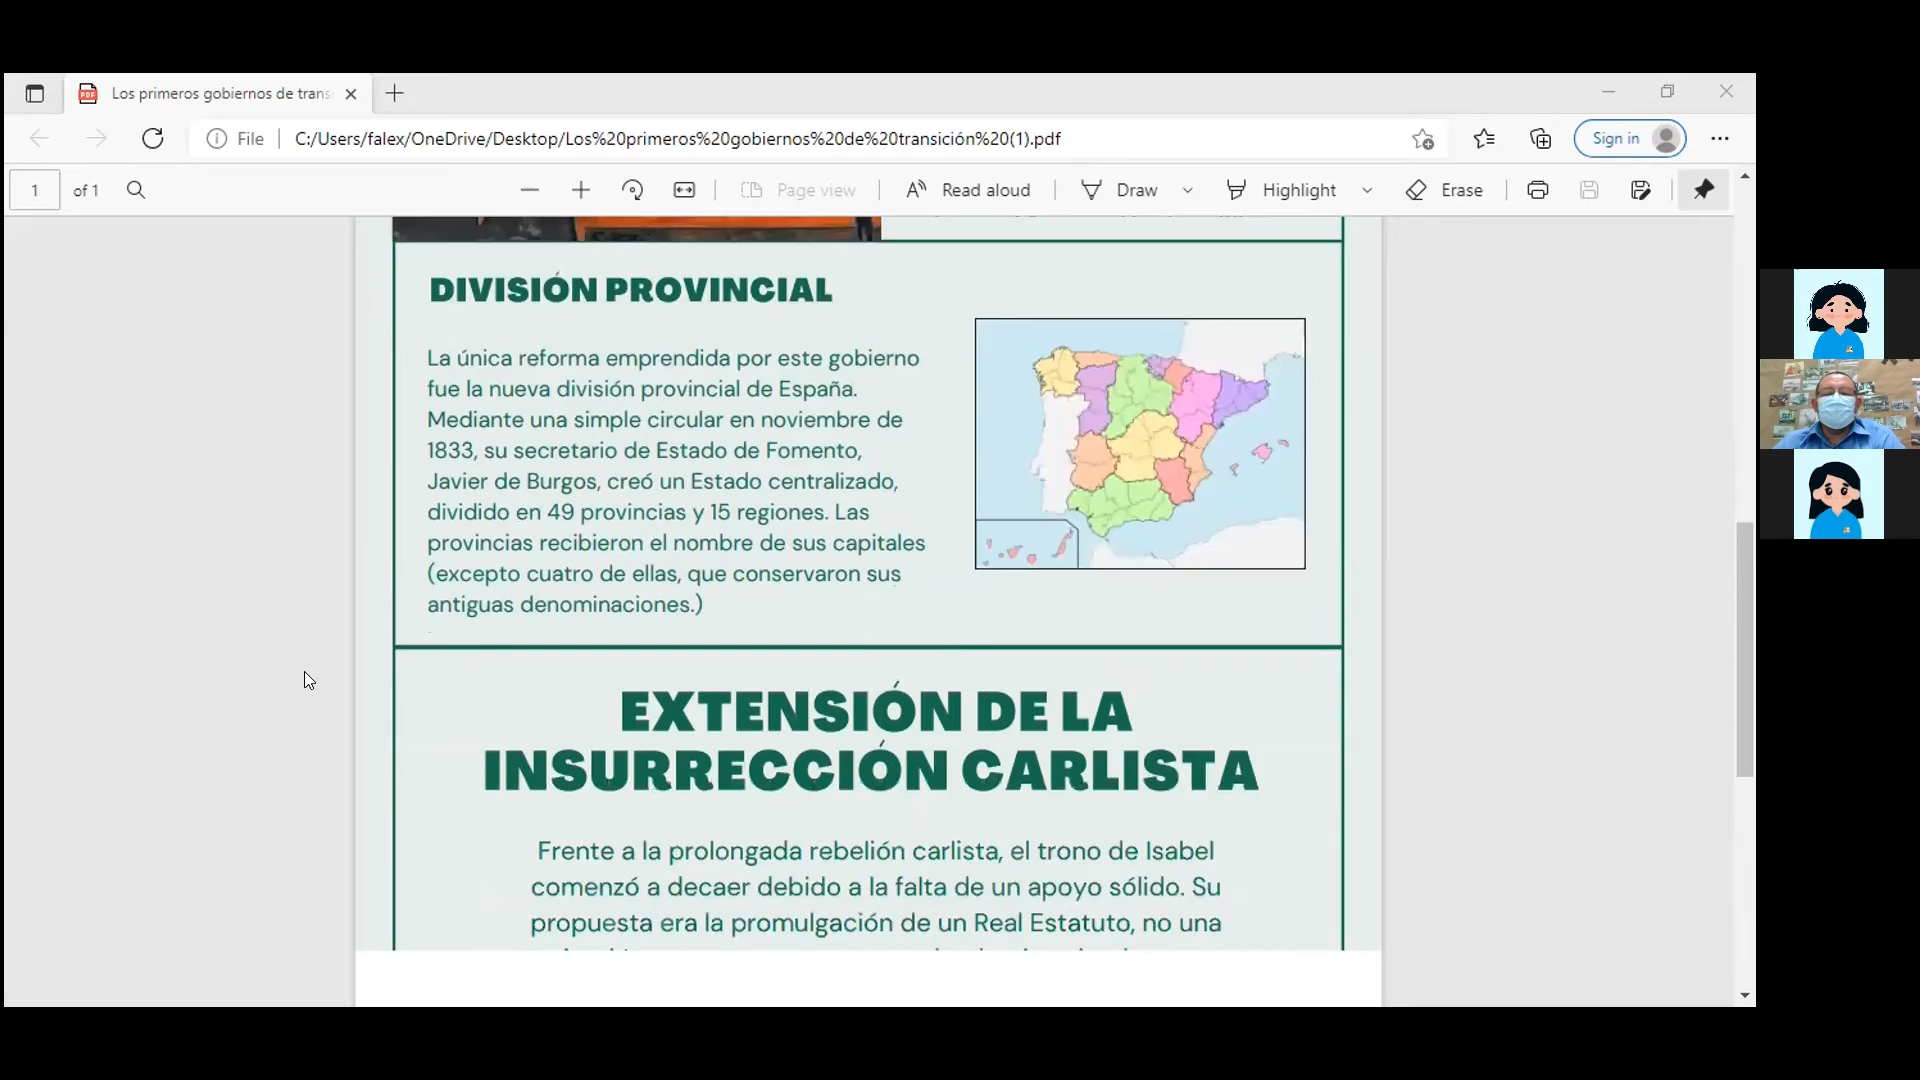 Los primeros gobiernos de trans
File
C:/Users/falex/OneDrive/Desktop/Los%20primeros%20gobiernos%20de%20transición%20(1).pdf
Sign in
1
of 1
Page view
Read aloud
Draw
Highlight
Erase
DIVISIÓN PROVINCIAL
La única reforma emprendida por este gobierno
fue la nueva división provincial de España.
Mediante una simple circular en noviembre de
1833, su secretario de Estado de Fomento,
Javier de Burgos, creó un Estado centralizado,
dividido en 49 provincias y 15 regiones. Las
provincias recibieron el nombre de sus capitales
(excepto cuatro de ellas, que conservaron sus
antiguas denominaciones.)
EXTENSIÓN DE LA
INSURRECCIÓN CARLISTA
Frente a la prolongada rebelión carlista, el trono de Isabel
comenzó a decaer debido a la falta de un apoyo sólido. Su
propuesta era la promulgación de un Real Estatuto, no una